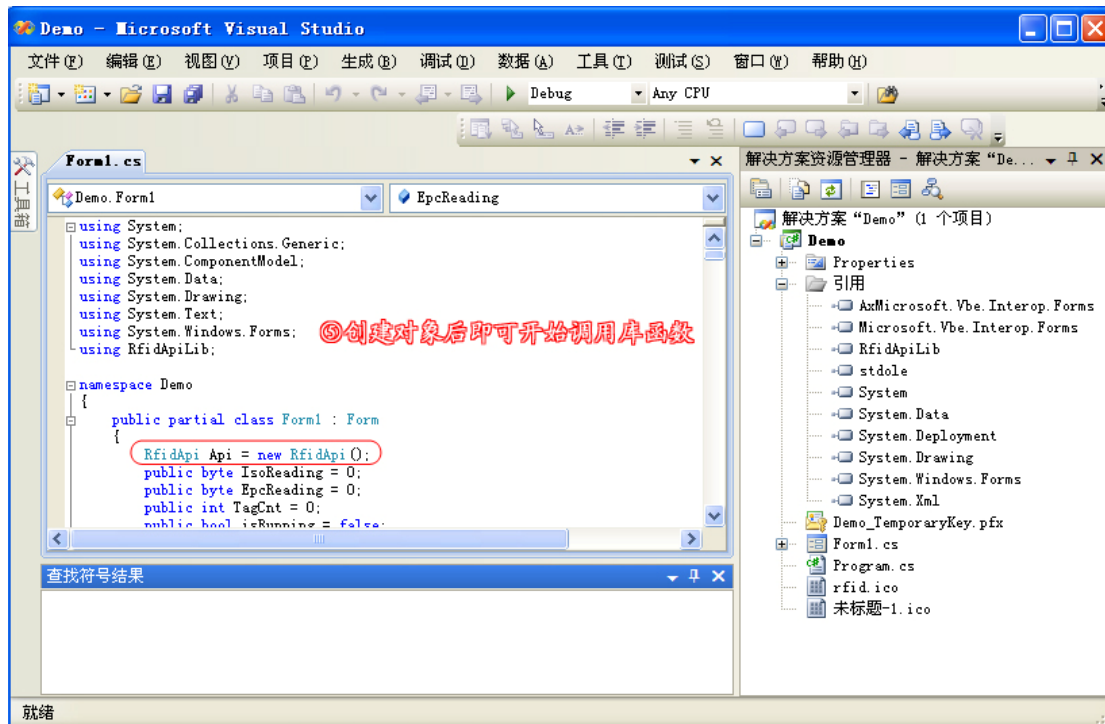 Demo - Microsoft Visual Studio
文件(F) 编辑(E) 视图(V) 项目(P) 生成(B) 调试(D) 数据(A) 工具(T) 测试(S) 窗口(W) 帮助(H)
Debug Any CPU
工具箱
Form1.cs
Demo.Form1 EpcReading
using System;
using System.Collections.Generic;
using System.ComponentModel;
using System.Data;
using System.Drawing;
using System.Text;
using System.Windows.Forms;
using RfidApiLib;
⑤创建对象后即可开始调用库函数
namespace Demo
{
public partial class Form1 : Form
{
RfidApi Api = new RfidApi();
public byte IsoReading = 0;
public byte EpcReading = 0;
public int TagCnt = 0;
public bool isRunning = false;
查找符号结果
解决方案资源管理器 - 解决方案“De...
解决方案“Demo”(1 个项目)
Demo
Properties
引用
AxMicrosoft.Vbe.Interop.Forms
Microsoft.Vbe.Interop.Forms
RfidApiLib
stdole
System
System.Data
System.Deployment
System.Drawing
System.Windows.Forms
System.Xml
Demo_TemporaryKey.pfx
Form1.cs
Program.cs
rfid.ico
未标题-1.ico
就绪